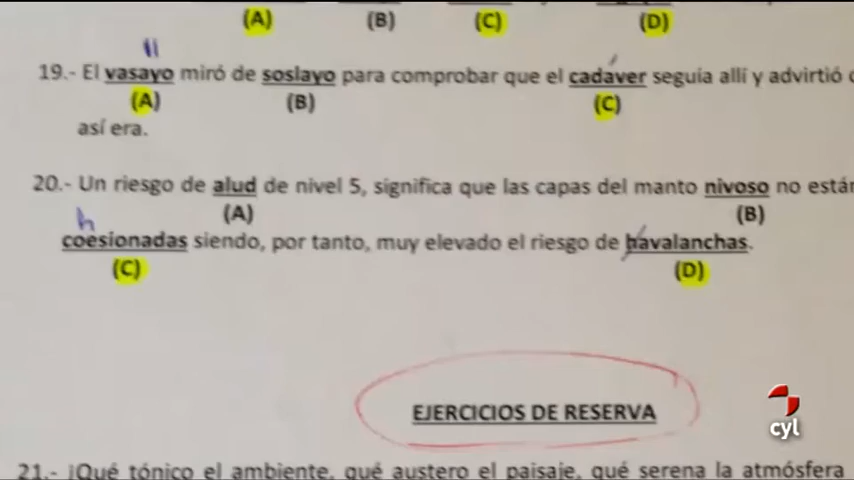 (A) (B) (C) (D)
ll
19.- El vasayo miró de soslayo para comprobar que el cadaver seguía allí y advirtió
(A) (B) (C)
así era.
20.- Un riesgo de alud de nivel 5, significa que las capas del manto nivoso no están
(A) (B)
h
coesionadas siendo, por tanto, muy elevado el riesgo de havalanchas.
(C) (D)
EJERCICIOS DE RESERVA
cyl
21.- ¡Qué tónico el ambiente, qué austero el paisaje, qué serena la atmósfera